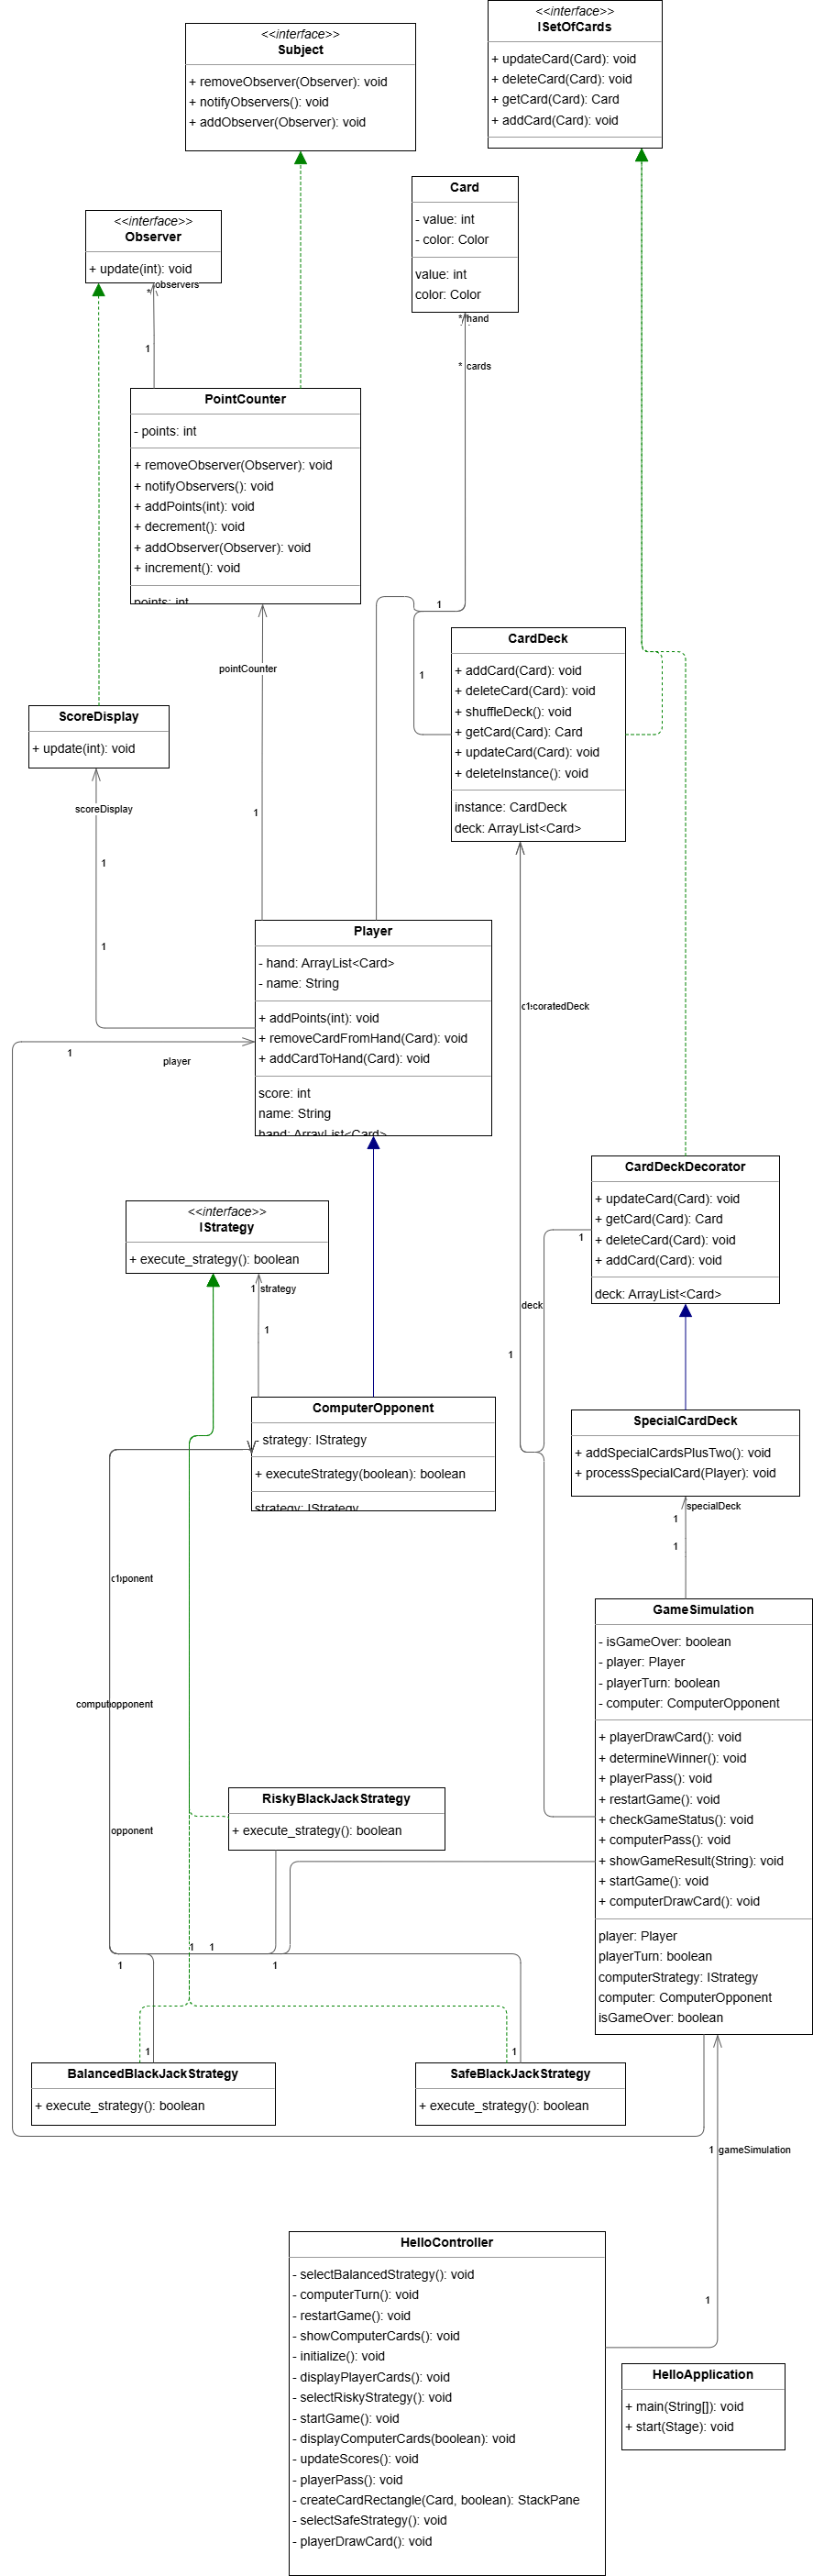 <<interface>>
ISetOfCards
+ updateCard(Card): void
+ deleteCard(Card): void
+ getCard(Card): Card
+ addCard(Card): void
<<interface>>
Subject
+ removeObserver(Observer): void
+ notifyObservers(): void
+ addObserver(Observer): void
Card
- value: int
- color: Color
value: int
color: Color
<<interface>>
Observer
+ update(int): void
* observers
1
* hand
* cards
PointCounter
- points: int
+ removeObserver(Observer): void
+ notifyObservers(): void
+ addPoints(int): void
+ decrement(): void
+ addObserver(Observer): void
+ increment(): void
points: int
1
CardDeck
+ addCard(Card): void
+ deleteCard(Card): void
+ shuffleDeck(): void
+ getCard(Card): Card
+ updateCard(Card): void
+ deleteInstance(): void
instance: CardDeck
deck: ArrayList<Card>
1
pointCounter
ScoreDisplay
+ update(int): void
scoreDisplay
1
1
1
Player
- hand: ArrayList<Card>
- name: String
+ addPoints(int): void
+ removeCardFromHand(Card): void
+ addCardToHand(Card): void
score: int
name: String
hand: ArrayList<Card>
1
player
1
coratedDeck
CardDeckDecorator
+ updateCard(Card): void
+ getCard(Card): Card
+ deleteCard(Card): void
+ addCard(Card): void
deck: ArrayList<Card>
1
<<interface>>
IStrategy
+ execute_strategy(): boolean
1 strategy
1
deck
1
ComputerOpponent
- strategy: IStrategy
+ executeStrategy(boolean): boolean
strategy: IStrategy
SpecialCardDeck
+ addSpecialCardsPlusTwo(): void
+ processSpecialCard(Player): void
specialDeck
1
1
1
ponent
opponent
opponent
GameSimulation
- isGameOver: boolean
- player: Player
- playerTurn: boolean
- computer: ComputerOpponent
+ playerDrawCard(): void
+ determineWinner(): void
+ playerPass(): void
+ restartGame(): void
+ checkGameStatus(): void
+ computerPass(): void
+ showGameResult(String): void
+ startGame(): void
+ computerDrawCard(): void
player: Player
playerTurn: boolean
computerStrategy: IStrategy
computer: ComputerOpponent
isGameOver: boolean
RiskyBlackJackStrategy
+ execute_strategy(): boolean
1 1
1
1
1
1
BalancedBlackJackStrategy
+ execute_strategy(): boolean
SafeBlackJackStrategy
+ execute_strategy(): boolean
1 gameSimulation
1
HelloController
- selectBalancedStrategy(): void
- computerTurn(): void
- restartGame(): void
- showComputerCards(): void
- initialize(): void
- displayPlayerCards(): void
- selectRiskyStrategy(): void
- startGame(): void
- displayComputerCards(boolean): void
- updateScores(): void
- playerPass(): void
- createCardRectangle(Card, boolean): StackPane
- selectSafeStrategy(): void
- playerDrawCard(): void
HelloApplication
+ main(String[]): void
+ start(Stage): void